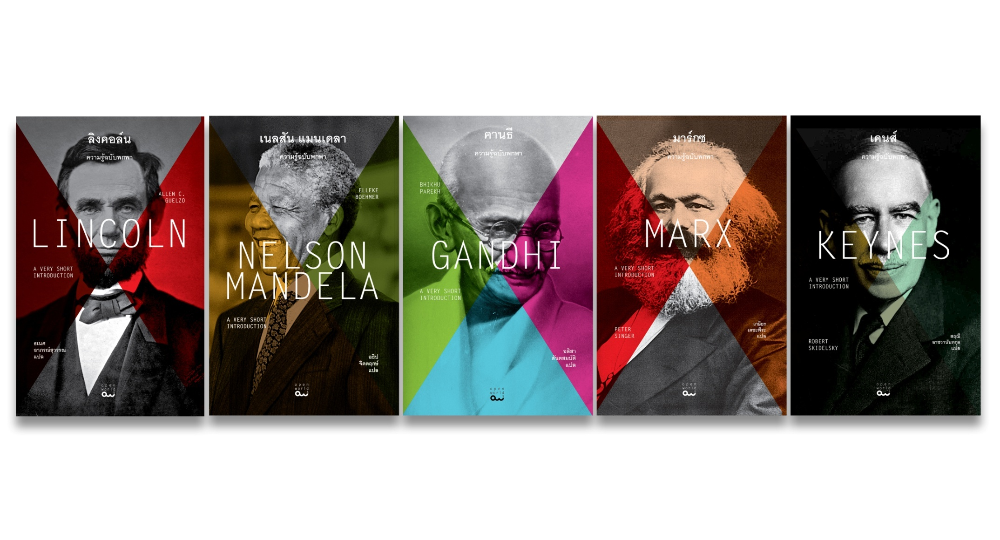 ลิงคอล์น
ความรู้ฉบับพกพา
ALLEN C.
GUELZO
LINCOLN
A VERY SHORT
INTRODUCTION
ธเนศ
อาภรณ์สุวรรณ
แปล
open
world
s
เนลสัน แมนเดลา
ความรู้ฉบับพกพา
ELLEKE
BOEHMER
NELSON
MANDELA
A VERY SHORT
INTRODUCTION
อธิป
จิตตฤกษ์
แปล
open
world
s
คานธี
ความรู้ฉบับพกพา
BHIKHU
PAREKH
GANDHI
A VERY SHORT
INTRODUCTION
อลิสา
สันตสมบัติ
แปล
open
world
s
มาร์กซ
ความรู้ฉบับพกพา
MARX
A VERY SHORT
INTRODUCTION
PETER
SINGER
เกษียร
เตชะพีระ
แปล
open
world
s
เคนส์
ความรู้ฉบับพกพา
KEYNES
A VERY SHORT
INTRODUCTION
ROBERT
SKIDELSKY
สฤณี
อาชวานันทกุล
แปล
open
world
s